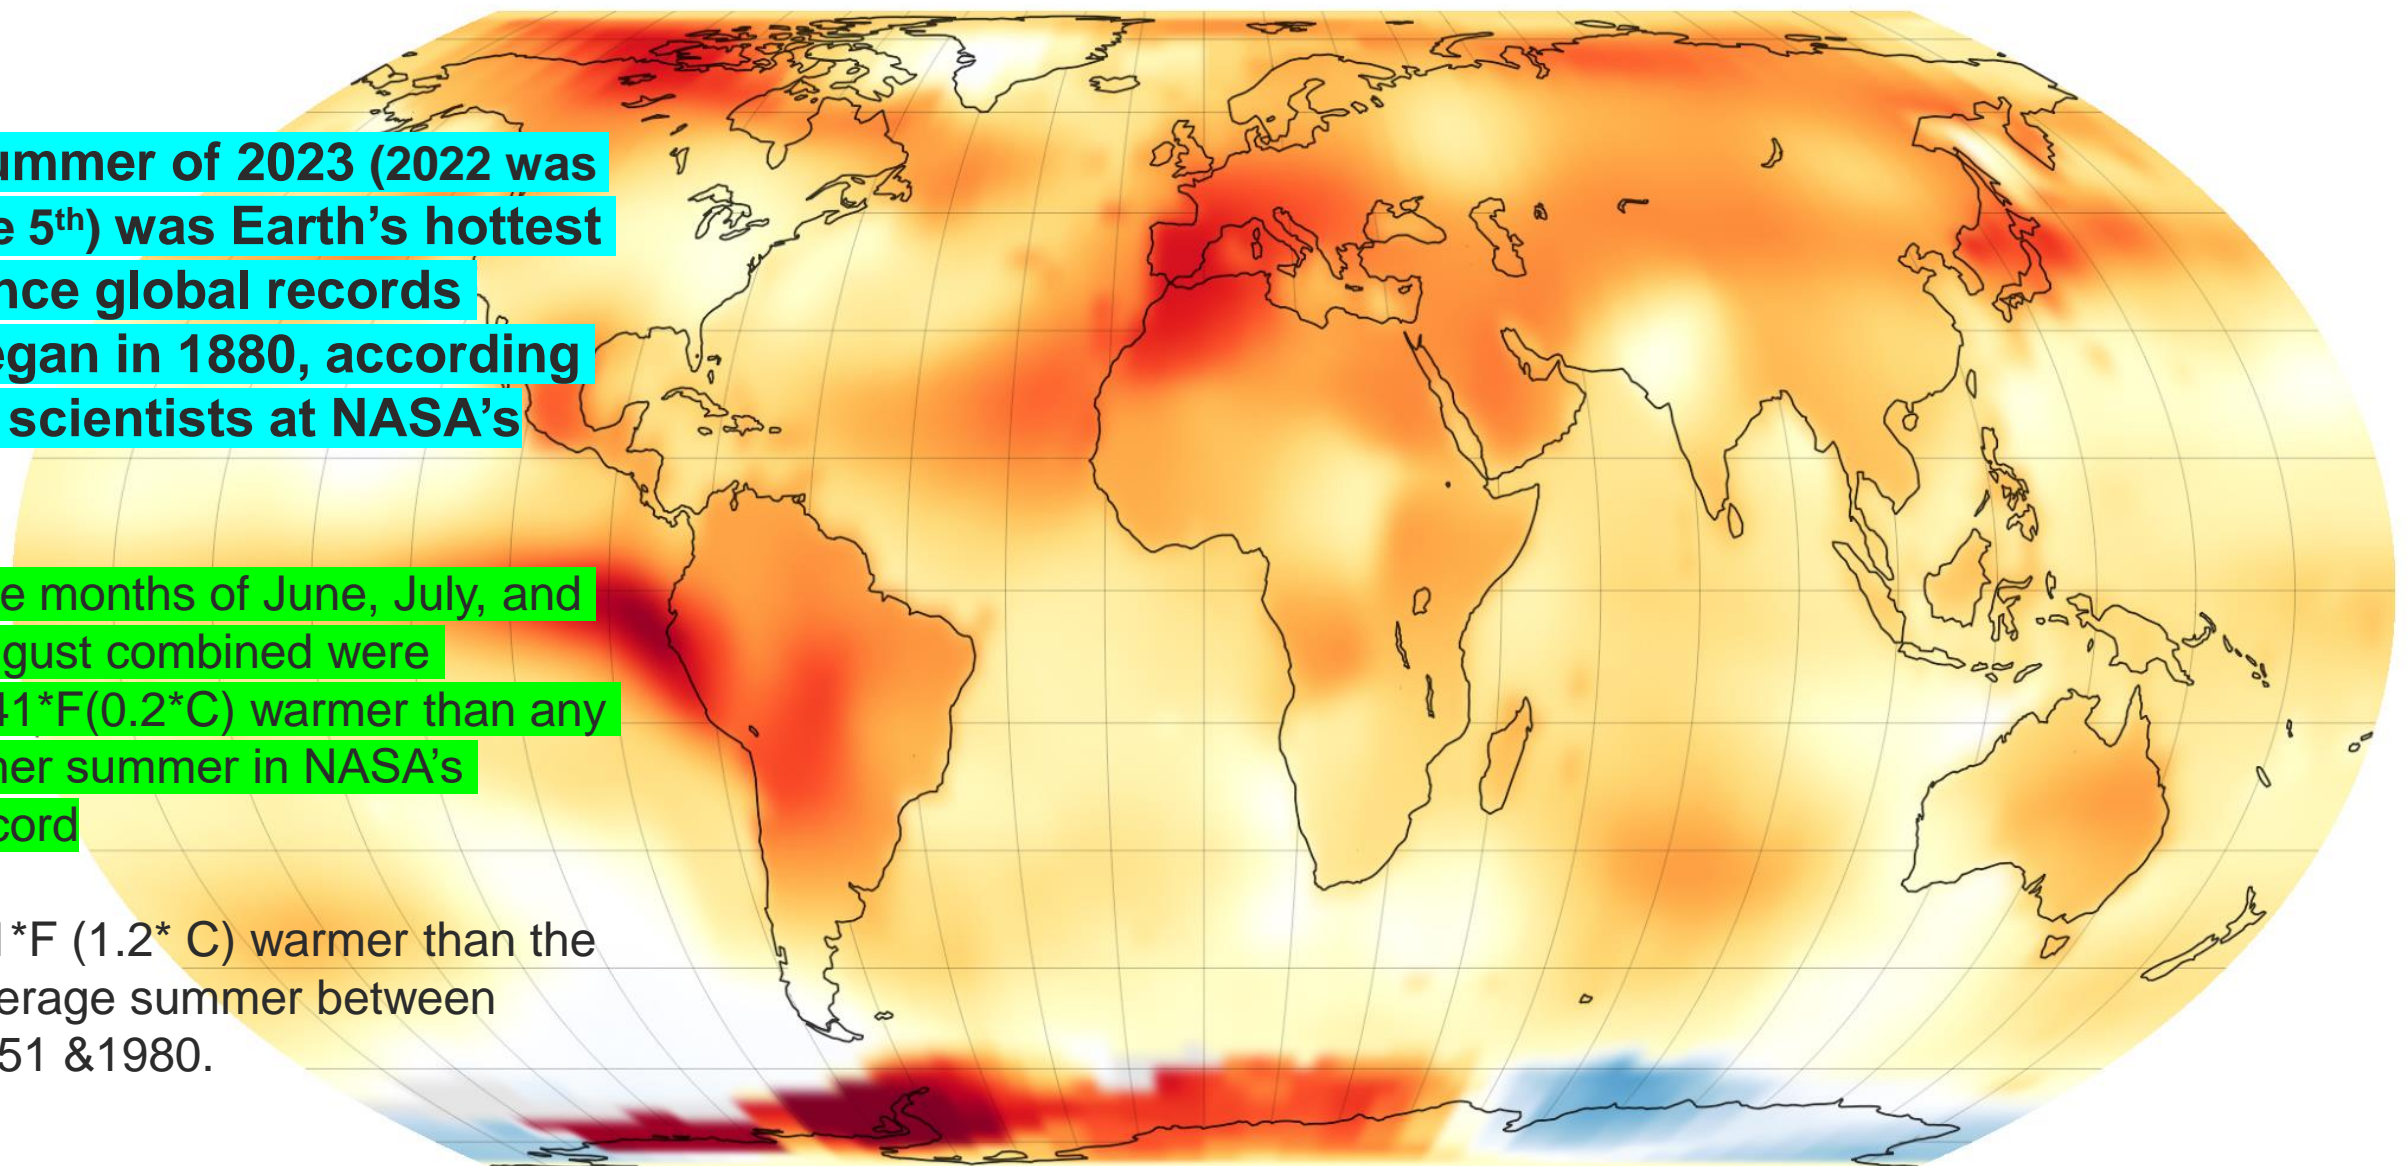 ummer of 2023 (2022 was
e 5th) was Earth’s hottest
nce global records
egan in 1880, according
scientists at NASA’s
e months of June, July, and
gust combined were
41*F(0.2*C) warmer than any
her summer in NASA’s
cord
1*F (1.2* C) warmer than the
verage summer between
51 &1980.